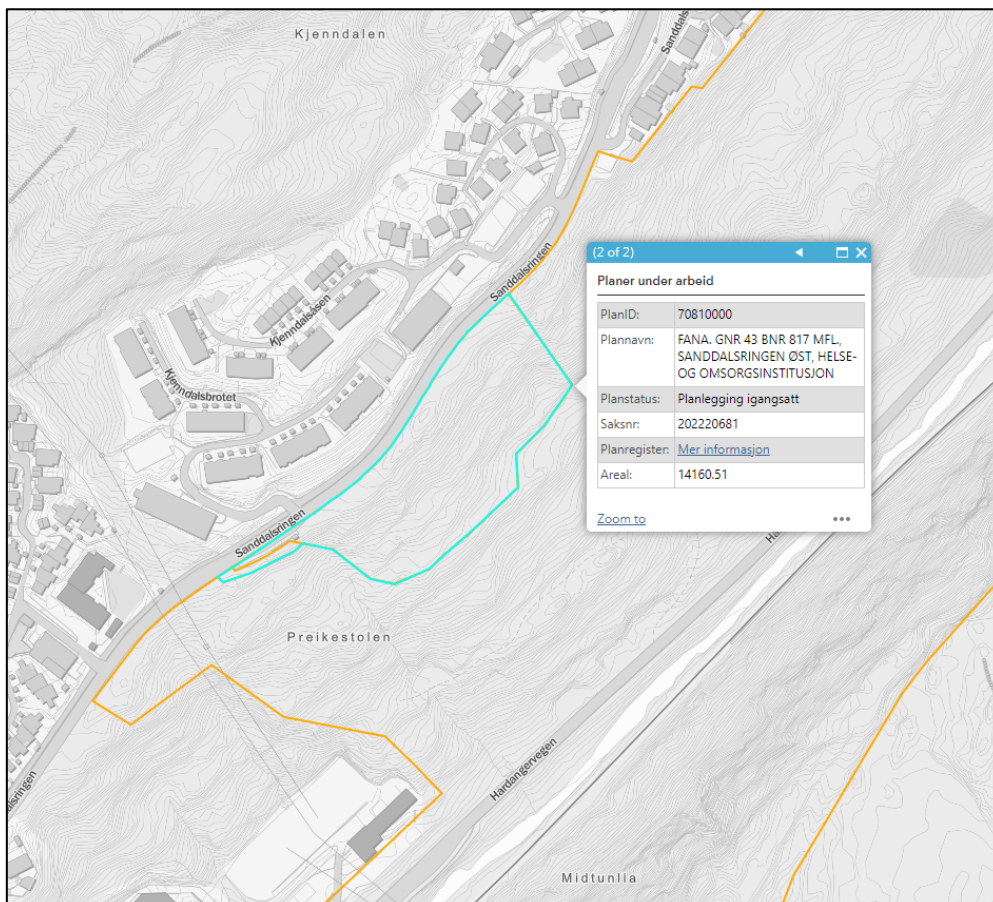 Kjenndalen
Sanddals
Sanddalsringen
Kjenndalsåsen
Kjenndalsbrotet
Sanddalsringen
Preikestolen
Hardangervegen
alsringen
Midtunlia
Ha
(2 of 2)
Planer under arbeid
PlanID: 70810000
Plannavn: FANA. GNR 43 BNR 817 MFL.,
SANDDALSRINGEN ØST, HELSE-
OG OMSORGSINSTITUSJON
Planstatus: Planlegging igangsatt
Saksnr: 202220681
Planregister: Mer informasjon
Areal: 14160.51
Zoom to